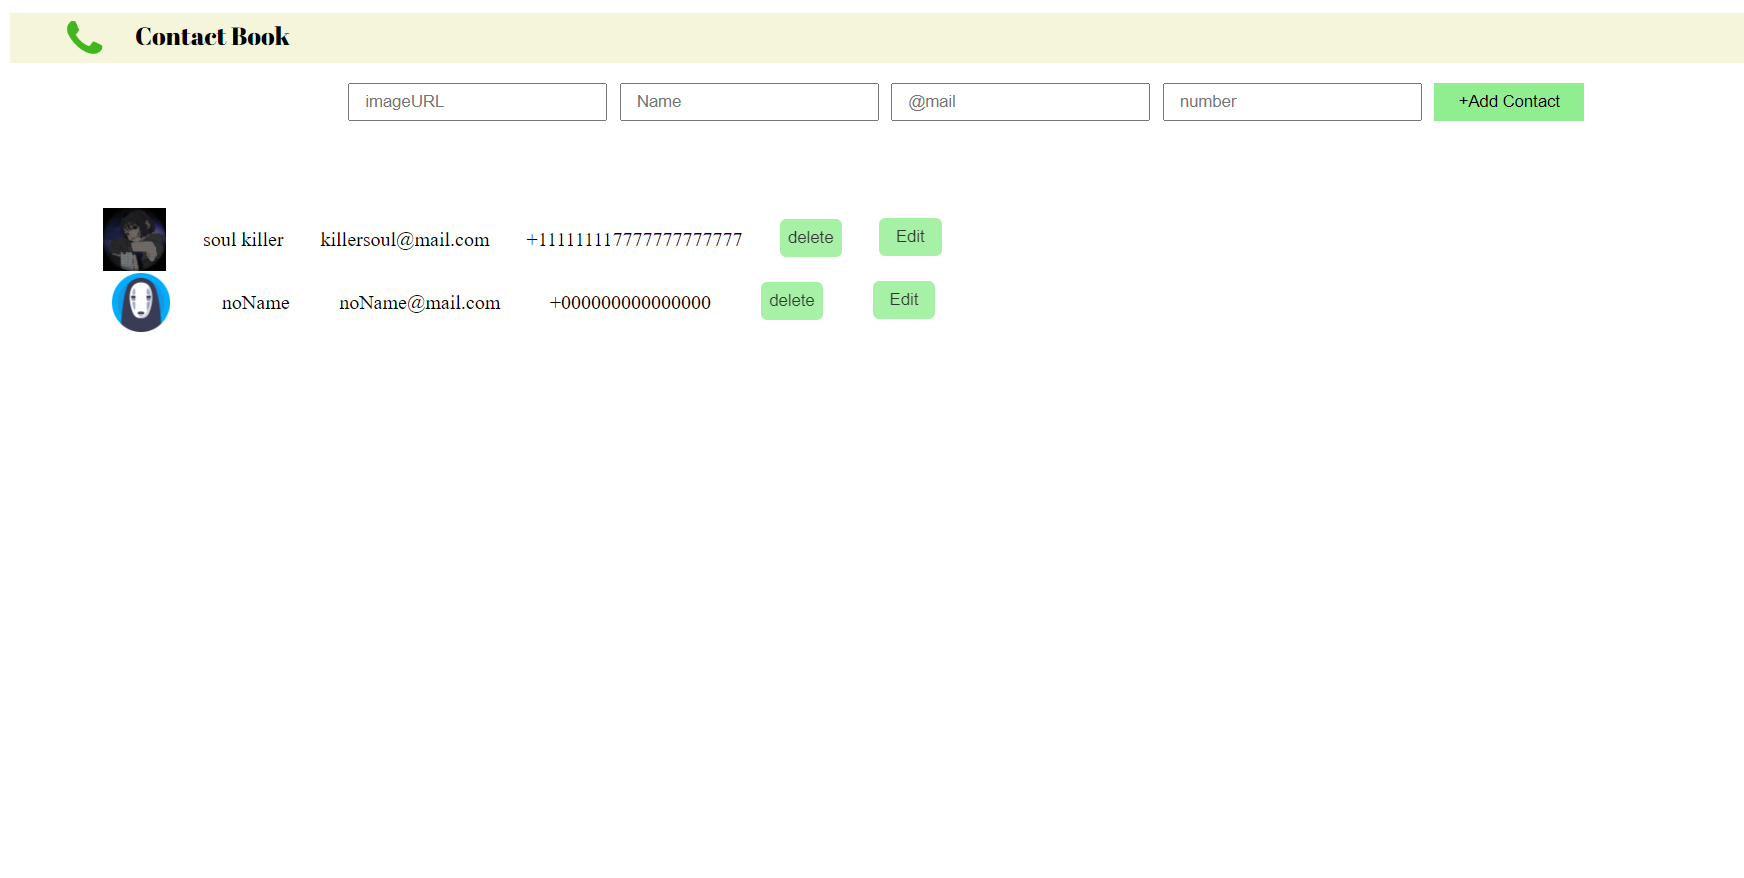 Contact Book
imageURL Name @mail number +Add Contact
soul killer killersoul@mail.com +111111117777777777777 delete Edit
noName noName@mail.com +000000000000000 delete Edit